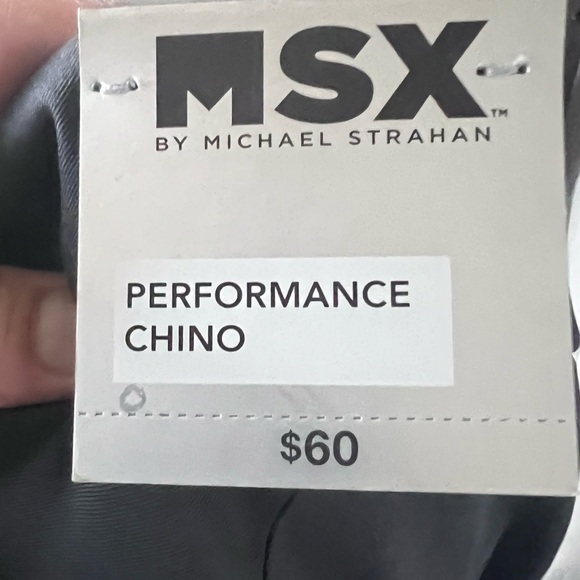 MSX™
BY MICHAEL STRAHAN
PERFORMANCE
CHINO
$60